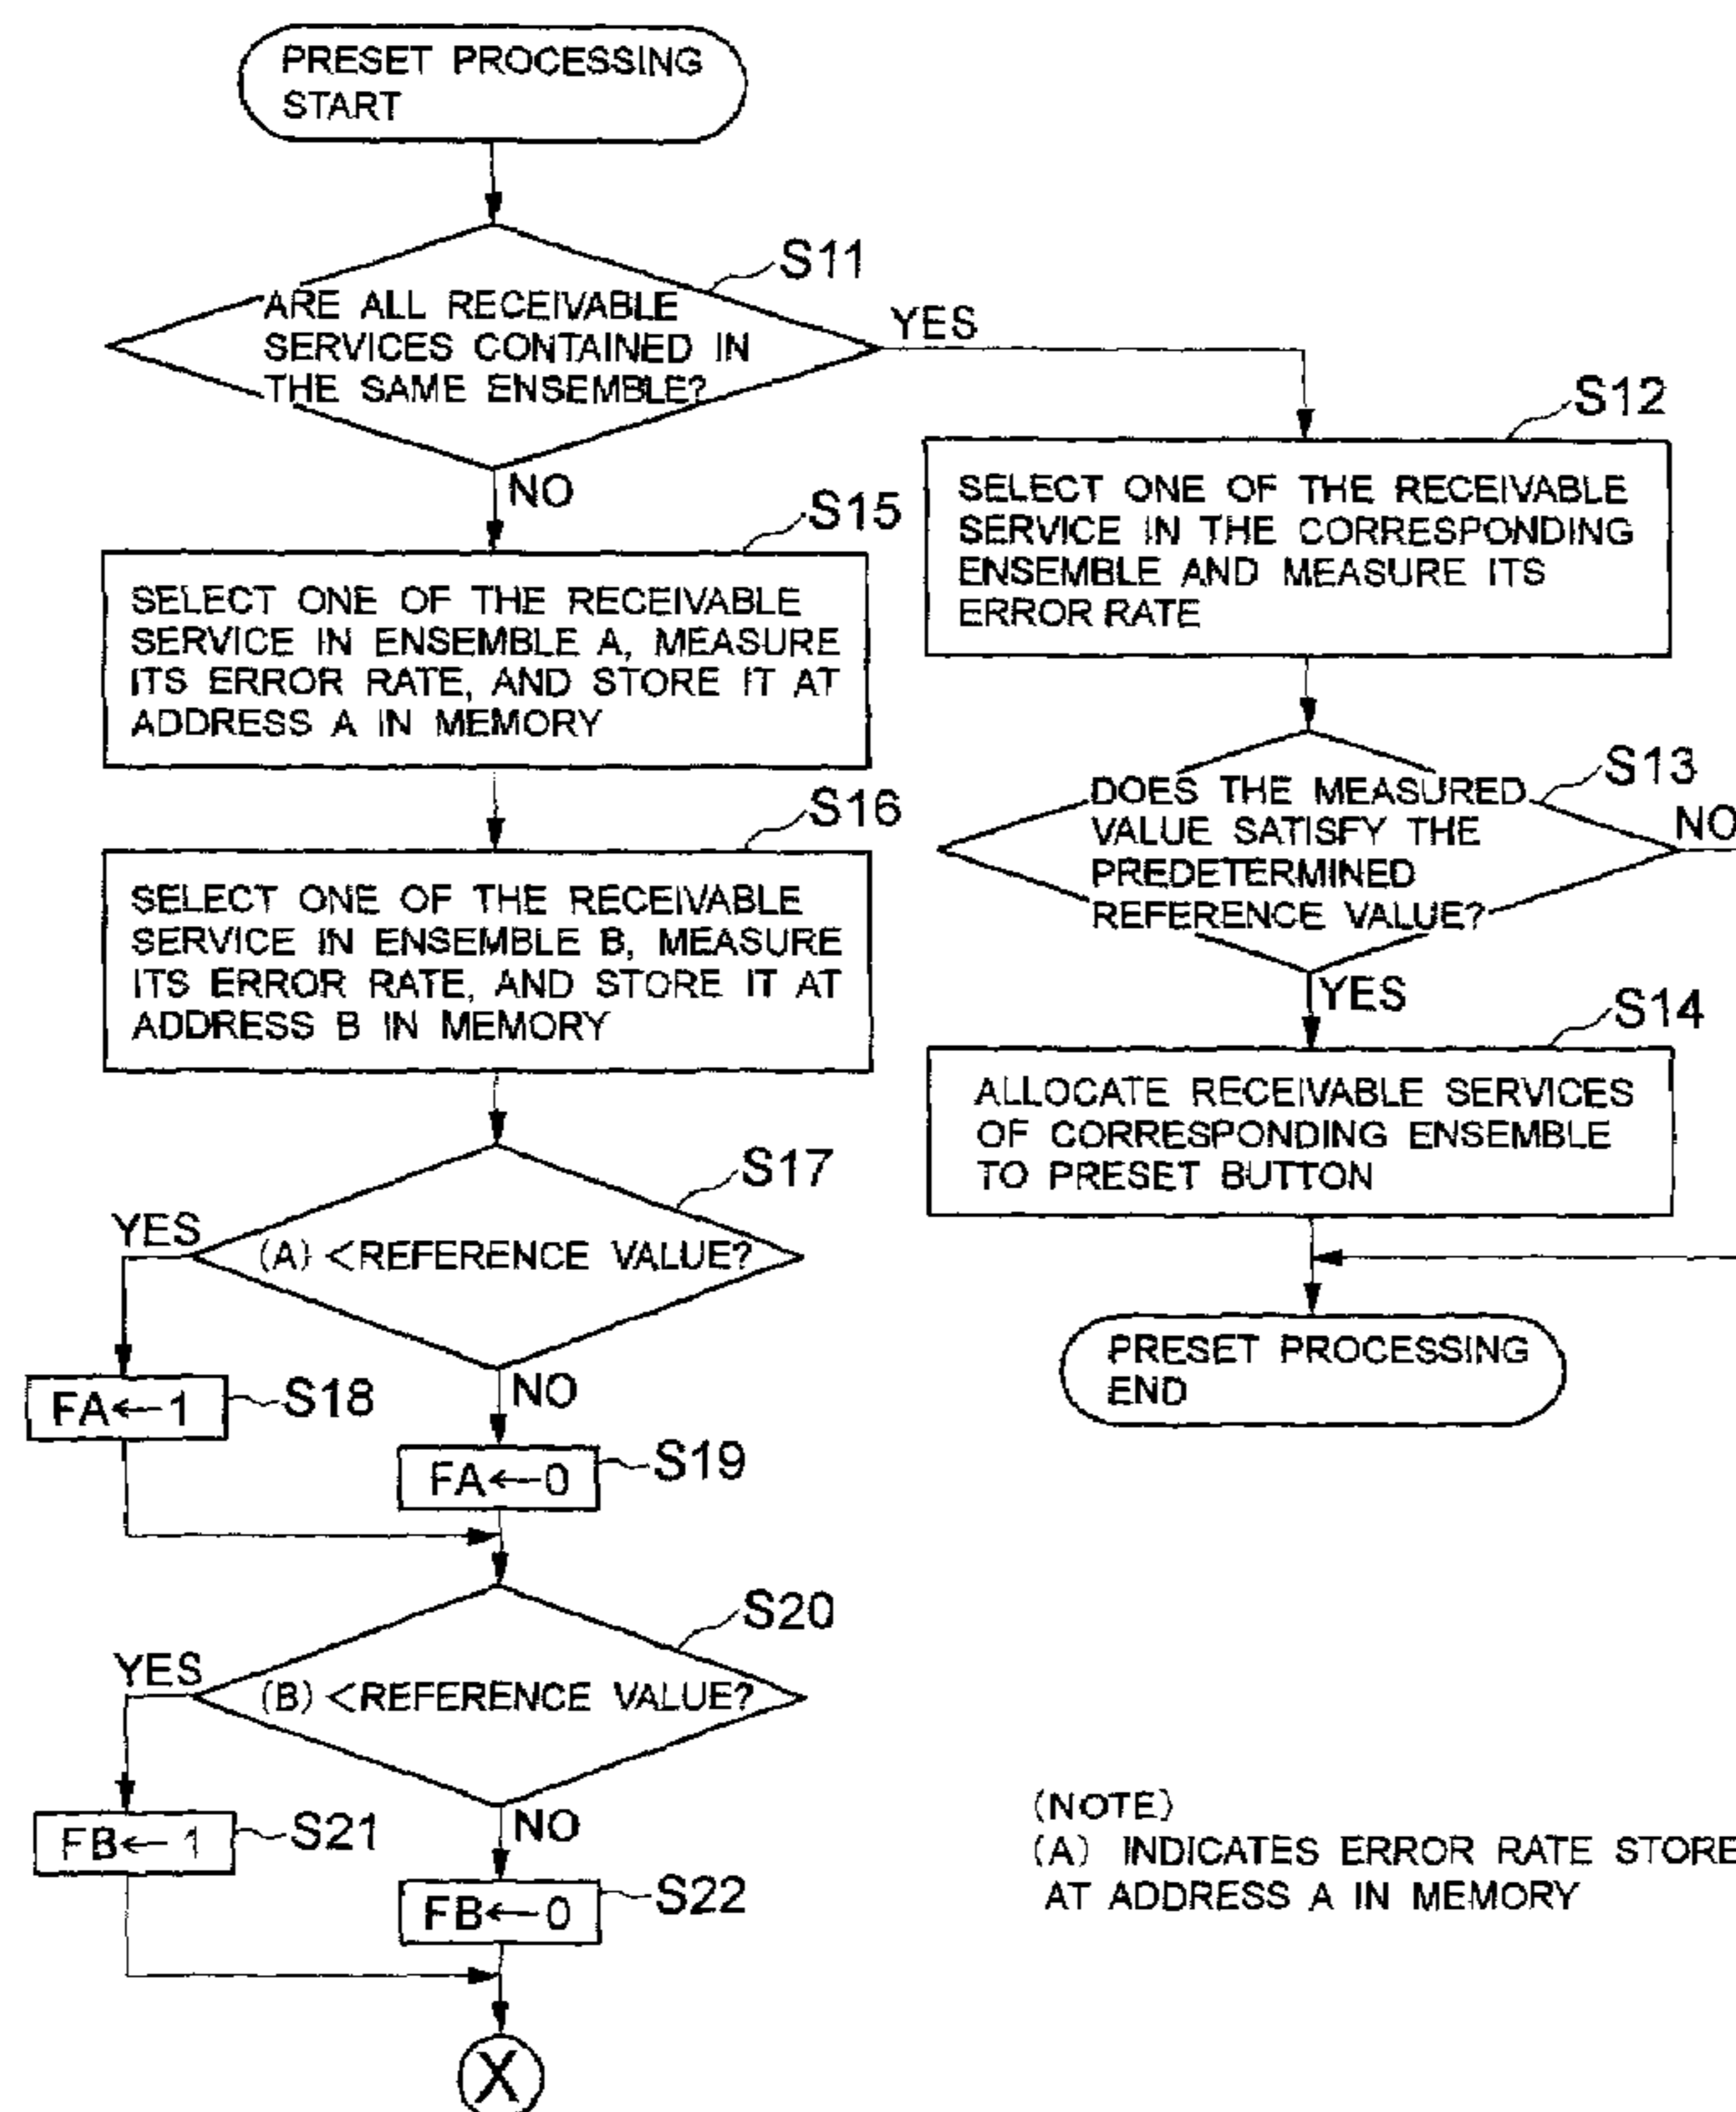 PRESET PROCESSING
START
S11
ARE ALL RECEIVABLE
SERVICES CONTAINED IN
THE SAME ENSEMBLE?
YES
NO
S12
SELECT ONE OF THE RECEIVABLE
SERVICE IN THE CORRESPONDING
ENSEMBLE AND MEASURE ITS
ERROR RATE
S13
DOES THE MEASURED
VALUE SATISFY THE
PREDETERMINED
REFERENCE VALUE?
NO
YES
S14
ALLOCATE RECEIVABLE SERVICES
OF CORRESPONDING ENSEMBLE
TO PRESET BUTTON
PRESET PROCESSING
END
S15
SELECT ONE OF THE RECEIVABLE
SERVICE IN ENSEMBLE A, MEASURE
ITS ERROR RATE, AND STORE IT AT
ADDRESS A IN MEMORY
S16
SELECT ONE OF THE RECEIVABLE
SERVICE IN ENSEMBLE B, MEASURE
ITS ERROR RATE, AND STORE IT AT
ADDRESS B IN MEMORY
S17
YES
(A) <REFERENCE VALUE?
NO
FA←1
S18
FA←0
S19
S20
YES
(B) <REFERENCE VALUE?
NO
FB←1
S21
FB←0
S22
X
(NOTE)
(A) INDICATES ERROR RATE STORE
AT ADDRESS A IN MEMORY